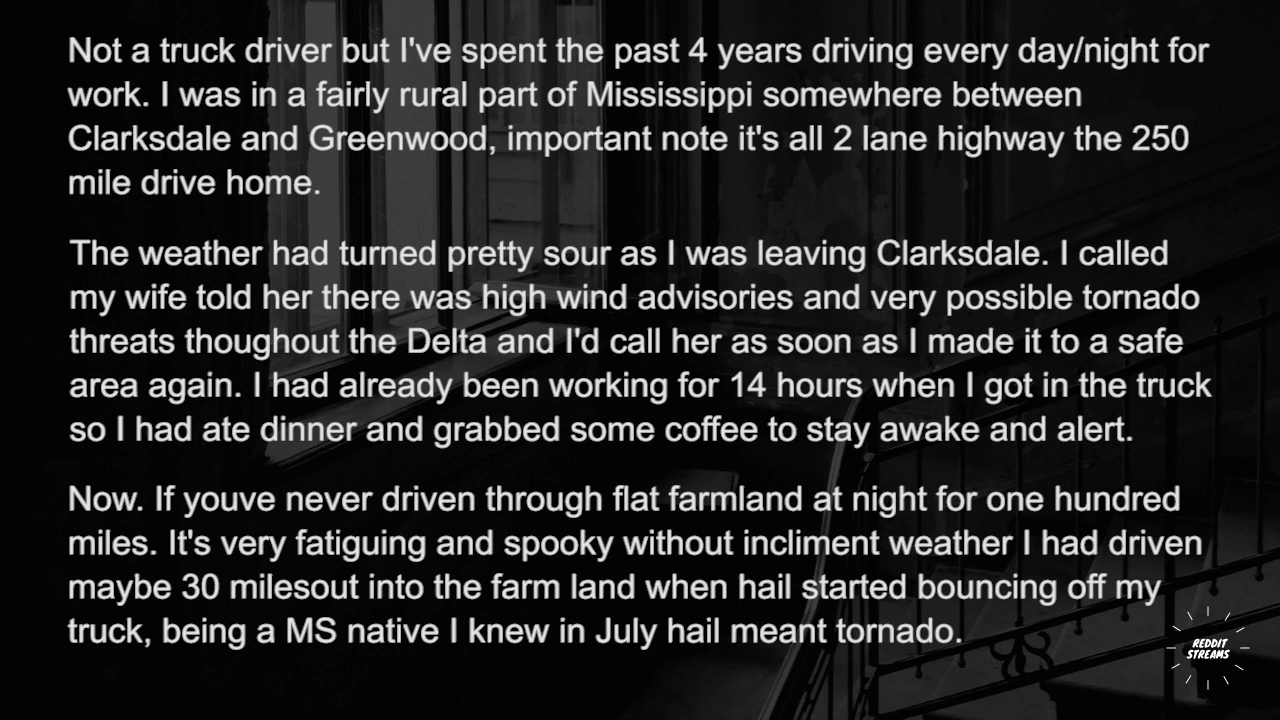 Not a truck driver but I've spent the past 4 years driving every day/night for
work. I was in a fairly rural part of Mississippi somewhere between
Clarksdale and Greenwood, important note it's all 2 lane highway the 250
mile drive home.
The weather had turned pretty sour as I was leaving Clarksdale. I called
my wife told her there was high wind advisories and very possible tornado
threats thoughout the Delta and I'd call her as soon as I made it to a safe
area again. I had already been working for 14 hours when I got in the truck
so I had ate dinner and grabbed some coffee to stay awake and alert.
Now. If youve never driven through flat farmland at night for one hundred
miles. It's very fatiguing and spooky without incliment weather I had driven
maybe 30 milesout into the farm land when hail started bouncing off my
truck, being a MS native I knew in July hail meant tornado.
REDDIT
STREAMS